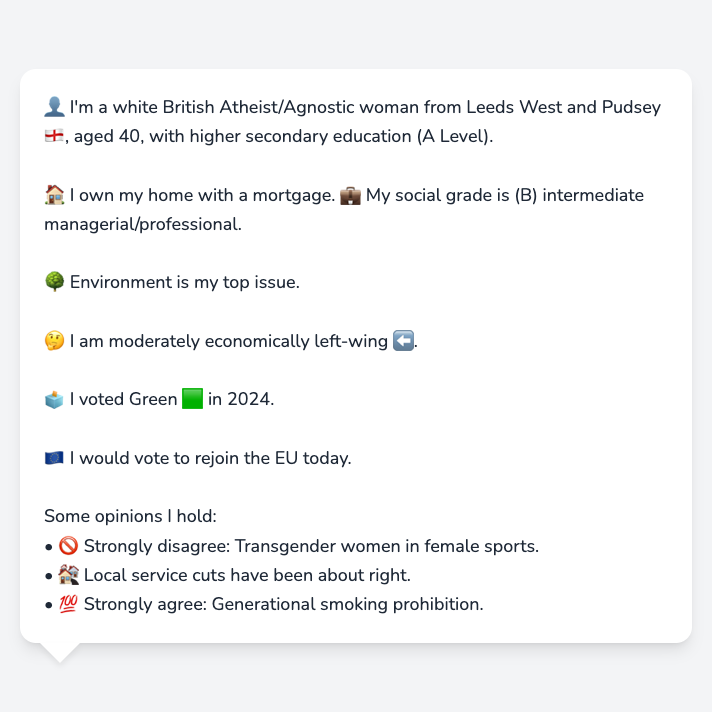 👤 I'm a white British Atheist/Agnostic woman from Leeds West and Pudsey
🏴󠁧󠁢󠁥󠁮󠁧󠁿, aged 40, with higher secondary education (A Level).
🏠 I own my home with a mortgage. 💼 My social grade is (B) intermediate
managerial/professional.
🌳 Environment is my top issue.
🤔 I am moderately economically left-wing ⬅️.
🗳️ I voted Green 🟩 in 2024.
🇪🇺 I would vote to rejoin the EU today.
Some opinions I hold:
• 🚫 Strongly disagree: Transgender women in female sports.
• 🏚️ Local service cuts have been about right.
• 💯 Strongly agree: Generational smoking prohibition.